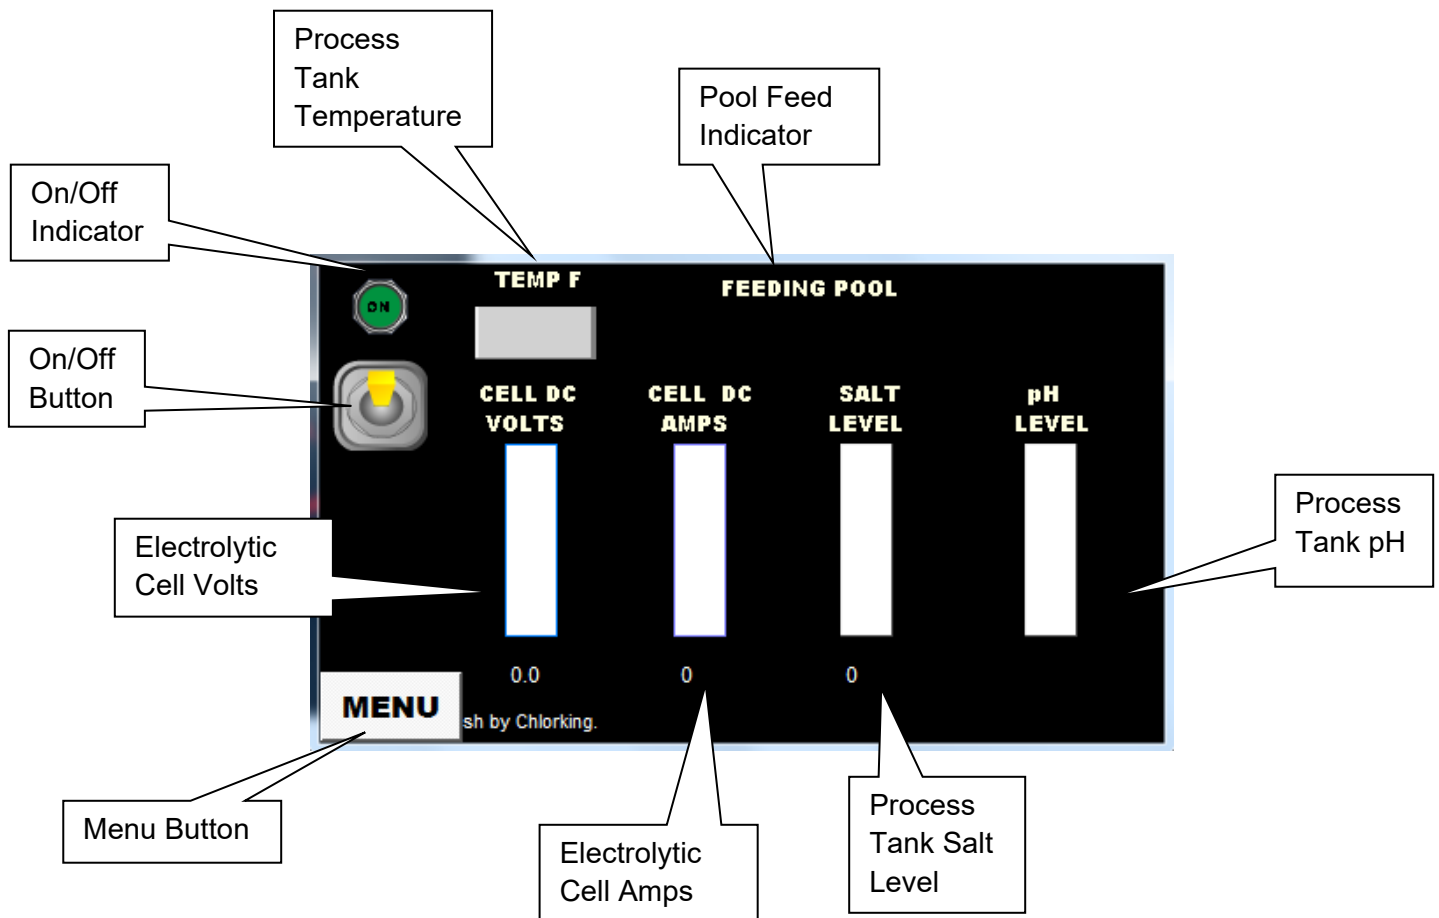 Process
Tank
Temperature
Pool Feed
Indicator
On/Off
Indicator
TEMP F
FEEDING POOL
ON
On/Off
Button
CELL DC
VOLTS
CELL DC
AMPS
SALT
LEVEL
pH
LEVEL
Process
Tank pH
Electrolytic
Cell Volts
0.0
0
0
MENU
sh by Chlorking.
Menu Button
Electrolytic
Cell Amps
Process
Tank Salt
Level